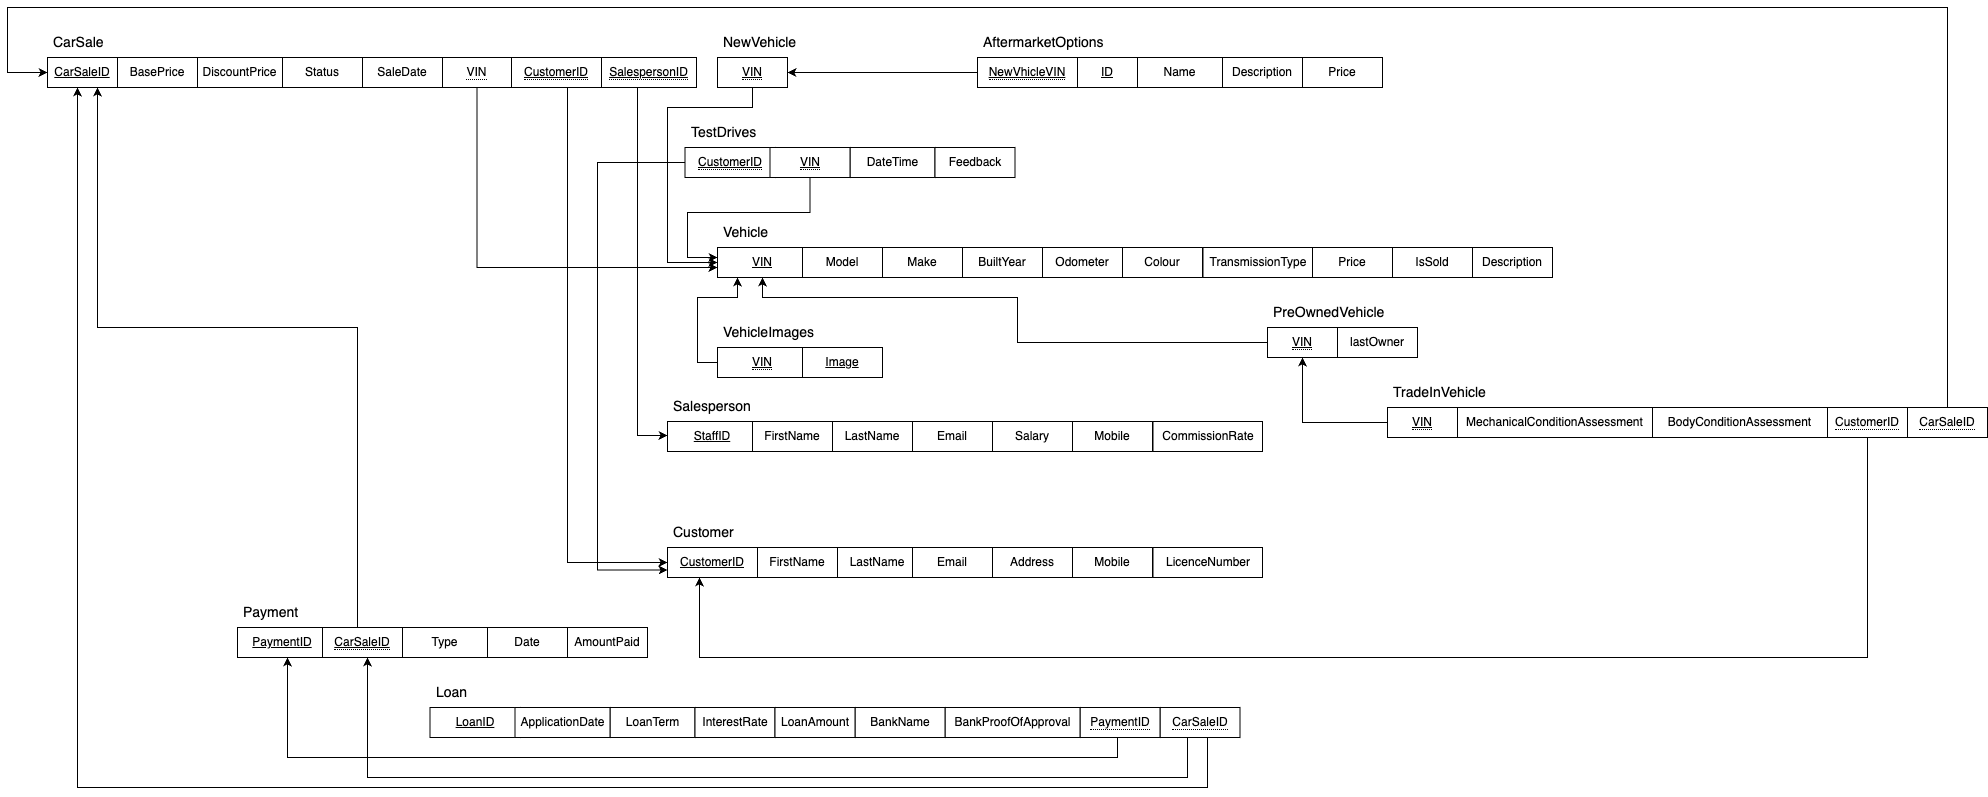 CarSale
CarSaleID BasePrice DiscountPrice Status SaleDate VIN CustomerID SalespersonID
NewVehicle
VIN
AftermarketOptions
NewVhicleVIN ID Name Description Price
TestDrives
CustomerID VIN DateTime Feedback
Vehicle
VIN Model Make BuiltYear Odometer Colour TransmissionType Price IsSold Description
PreOwnedVehicle
VIN lastOwner
VehicleImages
VIN Image
TradeInVehicle
VIN MechanicalConditionAssessment BodyConditionAssessment CustomerID CarSaleID
Salesperson
StaffID FirstName LastName Email Salary Mobile CommissionRate
Customer
CustomerID FirstName LastName Email Address Mobile LicenceNumber
Payment
PaymentID CarSaleID Type Date AmountPaid
Loan
LoanID ApplicationDate LoanTerm InterestRate LoanAmount BankName BankProofOfApproval PaymentID CarSaleID